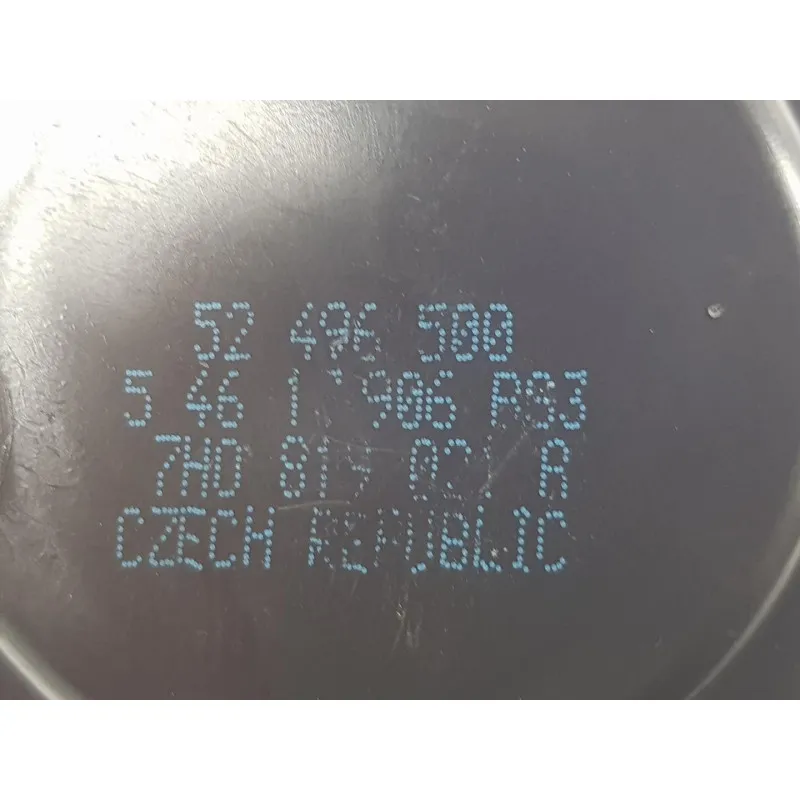 52 496 500
5 46 1 906 A03
7H0 819 021 A
CZECH REPUBLIC